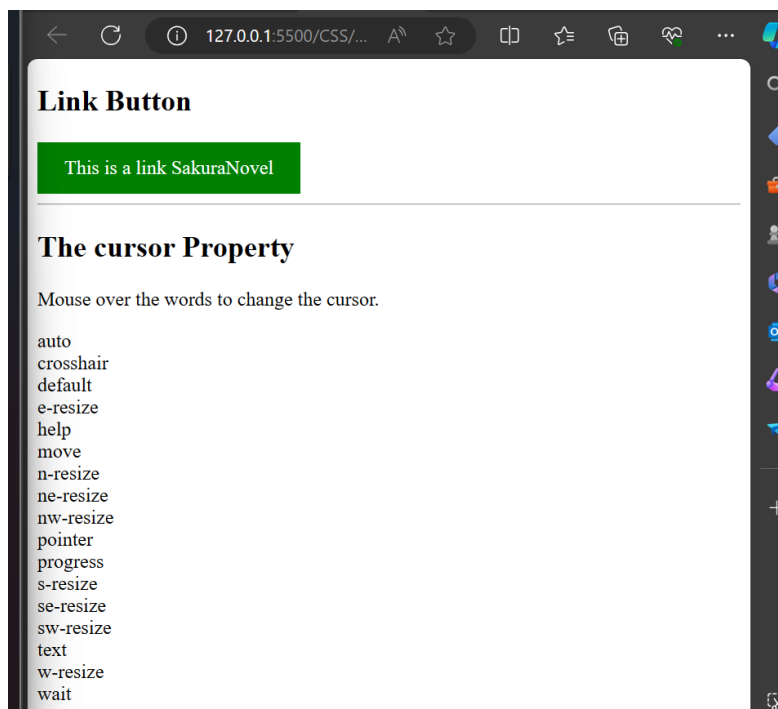 127.0.0.1:5500/CSS/...
Link Button
This is a link SakuraNovel
The cursor Property
Mouse over the words to change the cursor.
auto
crosshair
default
e-resize
help
move
n-resize
ne-resize
nw-resize
pointer
progress
s-resize
se-resize
sw-resize
text
w-resize
wait